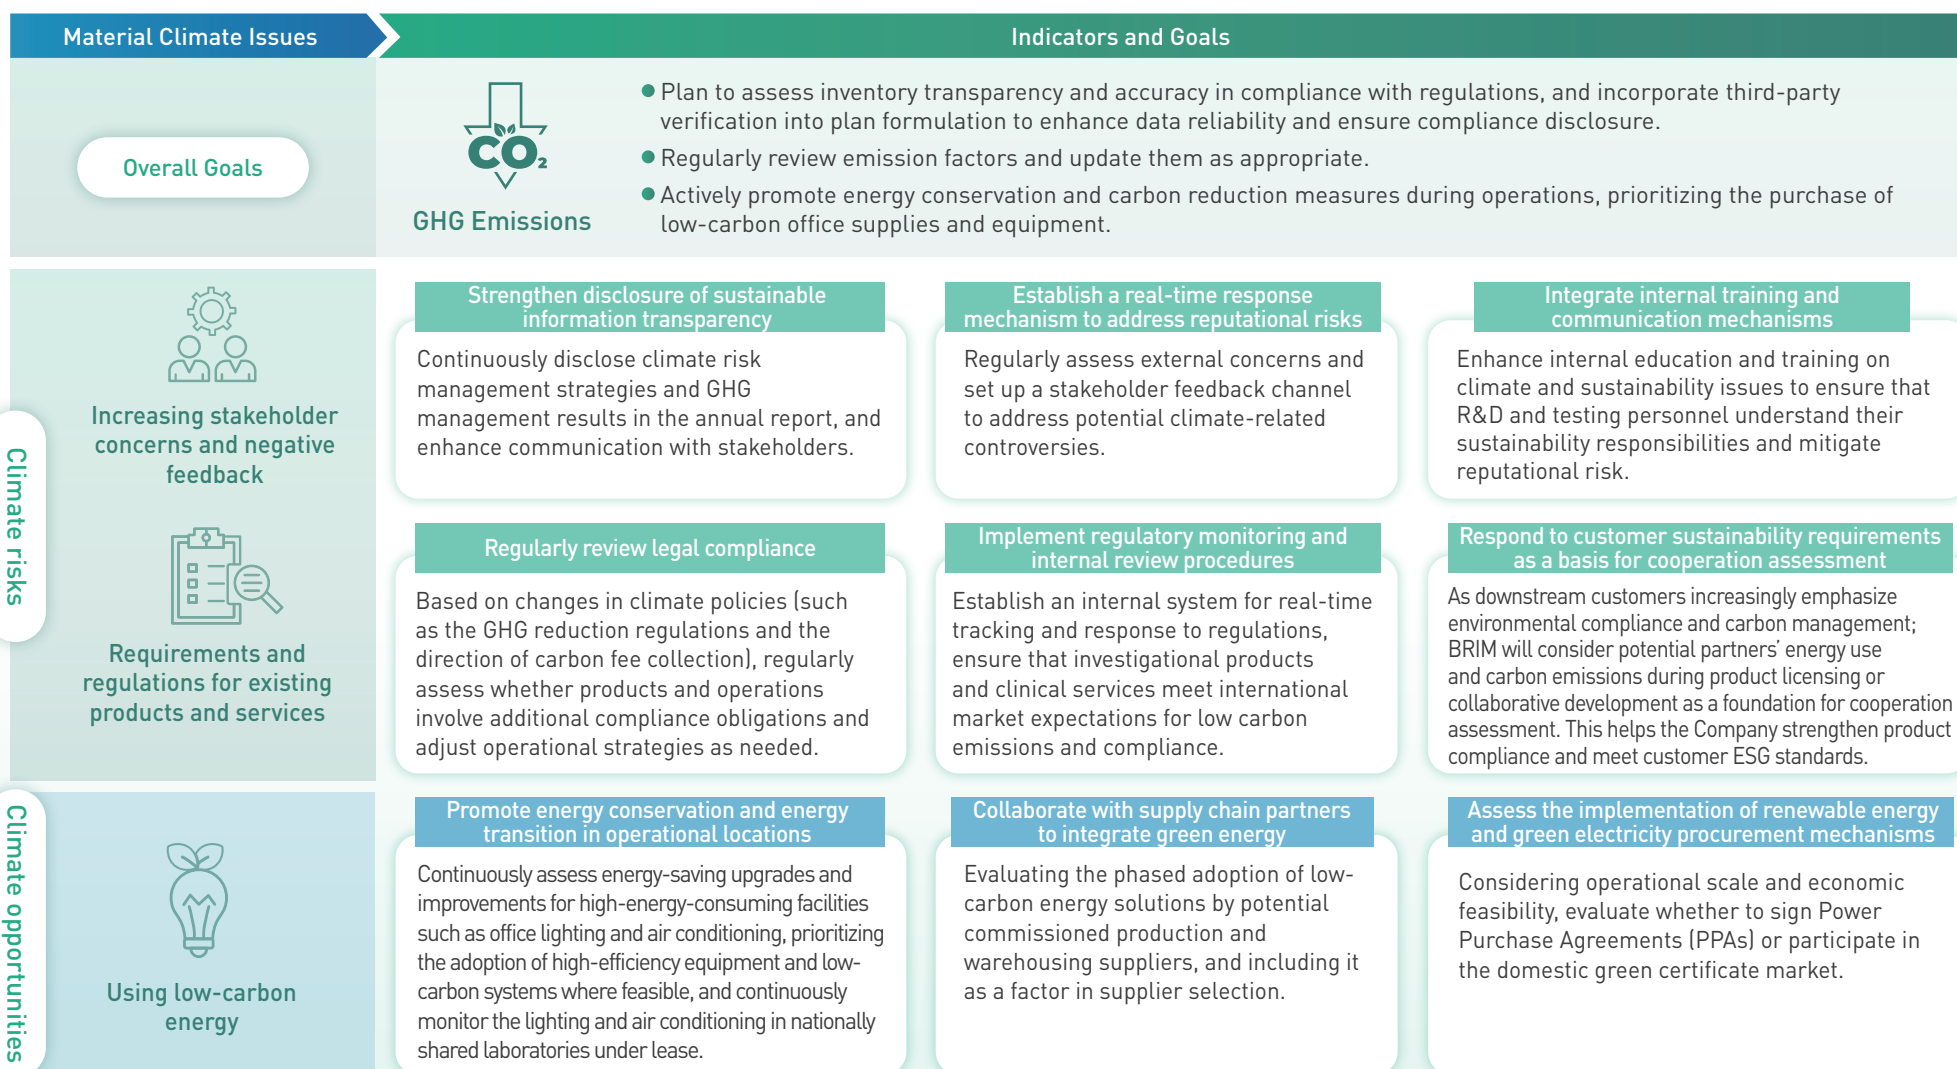 Material Climate Issues
Indicators and Goals
Overall Goals
CO2
GHG Emissions
Plan to assess inventory transparency and accuracy in compliance with regulations, and incorporate third-party
verification into plan formulation to enhance data reliability and ensure compliance disclosure.
Regularly review emission factors and update them as appropriate.
Actively promote energy conservation and carbon reduction measures during operations, prioritizing the purchase of
low-carbon office supplies and equipment.
Climate risks
Increasing stakeholder
concerns and negative
feedback
Strengthen disclosure of sustainable
information transparency
Continuously disclose climate risk
management strategies and GHG
management results in the annual report, and
enhance communication with stakeholders.
Establish a real-time response
mechanism to address reputational risks
Regularly assess external concerns and
set up a stakeholder feedback channel
to address potential climate-related
controversies.
Integrate internal training and
communication mechanisms
Enhance internal education and training on
climate and sustainability issues to ensure that
R&D and testing personnel understand their
sustainability responsibilities and mitigate
reputational risk.
Requirements and
regulations for existing
products and services
Regularly review legal compliance
Based on changes in climate policies (such
as the GHG reduction regulations and the
direction of carbon fee collection), regularly
assess whether products and operations
involve additional compliance obligations and
adjust operational strategies as needed.
Implement regulatory monitoring and
internal review procedures
Establish an internal system for real-time
tracking and response to regulations,
ensure that investigational products
and clinical services meet international
market expectations for low carbon
emissions and compliance.
Respond to customer sustainability requirements
as a basis for cooperation assessment
As downstream customers increasingly emphasize
environmental compliance and carbon management;
BRIM will consider potential partners’ energy use
and carbon emissions during product licensing or
collaborative development as a foundation for cooperation
assessment. This helps the Company strengthen product
compliance and meet customer ESG standards.
Climate opportunities
Using low-carbon
energy
Promote energy conservation and energy
transition in operational locations
Continuously assess energy-saving upgrades and
improvements for high-energy-consuming facilities
such as office lighting and air conditioning, prioritizing
the adoption of high-efficiency equipment and low-
carbon systems where feasible, and continuously
monitor the lighting and air conditioning in nationally
shared laboratories under lease.
Collaborate with supply chain partners
to integrate green energy
Evaluating the phased adoption of low-
carbon energy solutions by potential
commissioned production and
warehousing suppliers, and including it
as a factor in supplier selection.
Assess the implementation of renewable energy
and green electricity procurement mechanisms
Considering operational scale and economic
feasibility, evaluate whether to sign Power
Purchase Agreements (PPAs) or participate in
the domestic green certificate market.